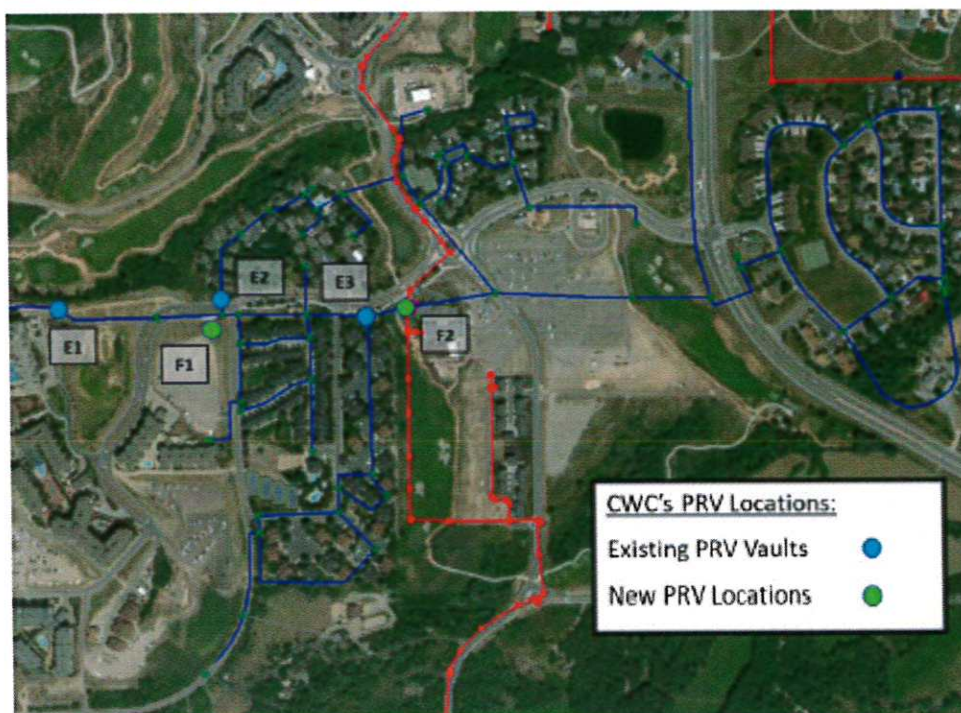 E2
E3
E1
F1
F2
CWC's PRV Locations:
Existing PRV Vaults
New PRV Locations